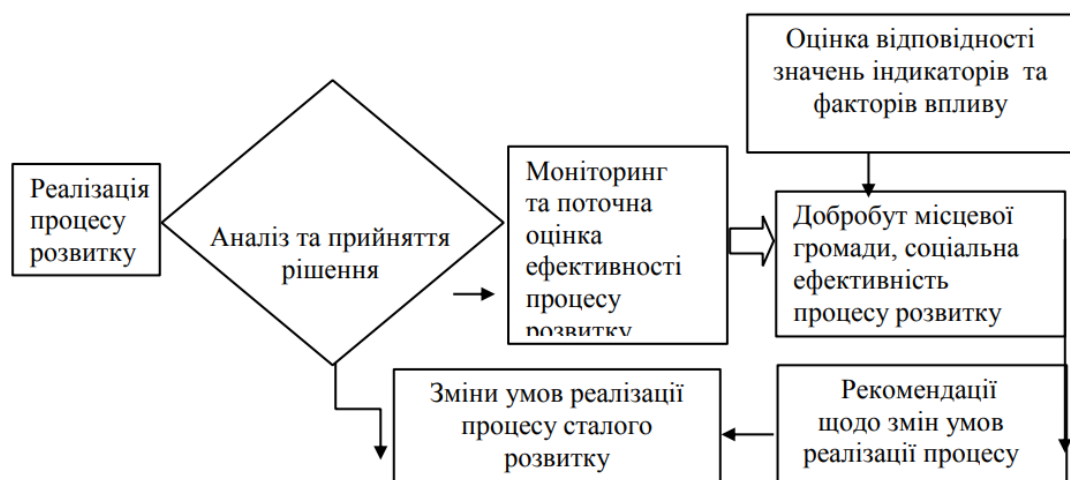 Оцінка відповідності
значень індикаторів та
факторів впливу
Реалізація
процесу
розвитку
Аналіз та прийняття
рішення
Моніторинг
та поточна
оцінка
ефективності
процесу
розвитку
Добробут місцевої
громади, соціальна
ефективність
процесу розвитку
Зміни умов реалізації
процесу сталого
розвитку
Рекомендації
щодо змін умов
реалізації процесу